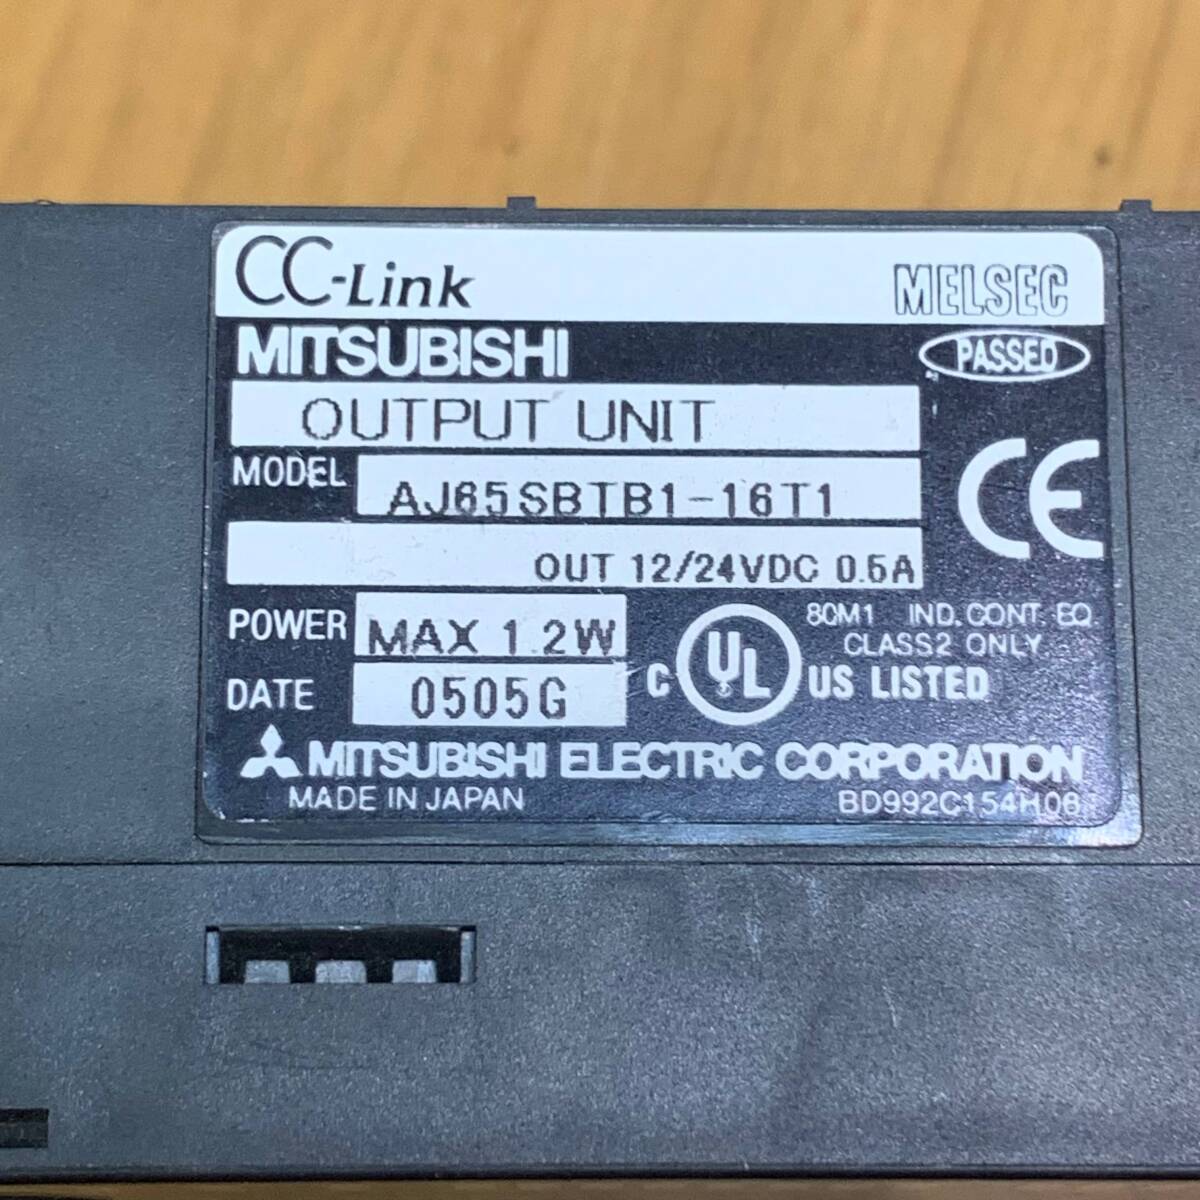 CC-Link MELSEC
MITSUBISHI PASSED
OUTPUT UNIT
MODEL AJ65SBTB1-16T1 CE
OUT 12/24VDC 0.5A
POWER MAX 1.2W
80M1 IND. CONT. EQ.
CLASS2 ONLY
DATE 0505G
C UL US LISTED
MITSUBISHI ELECTRIC CORPORATION
MADE IN JAPAN BD992C154H06